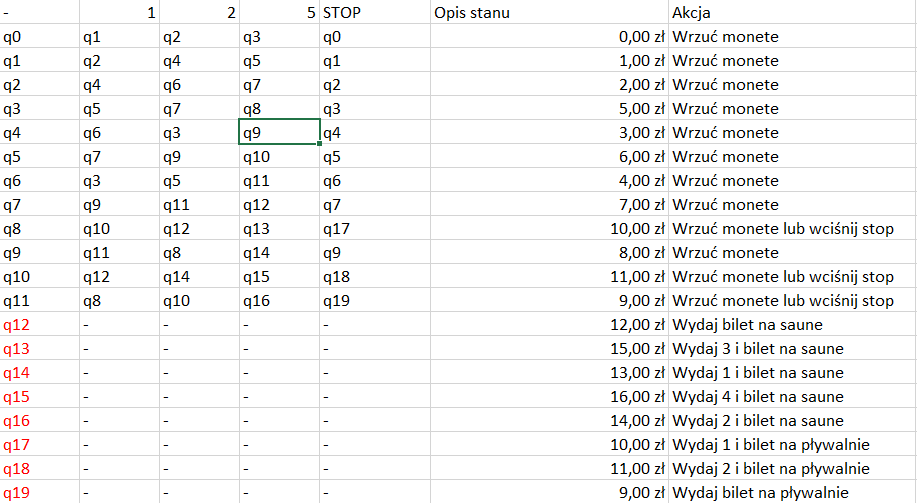 - 1 2 5 STOP Opis stanu Akcja
q0 q1 q2 q3 q0 0,00 zł Wrzuć monete
q1 q2 q4 q5 q1 1,00 zł Wrzuć monete
q2 q4 q6 q7 q2 2,00 zł Wrzuć monete
q3 q5 q7 q8 q3 5,00 zł Wrzuć monete
q4 q6 q3 q9 q4 3,00 zł Wrzuć monete
q5 q7 q9 q10 q5 6,00 zł Wrzuć monete
q6 q3 q5 q11 q6 4,00 zł Wrzuć monete
q7 q9 q11 q12 q7 7,00 zł Wrzuć monete
q8 q10 q12 q13 q17 10,00 zł Wrzuć monete lub wciśnij stop
q9 q11 q8 q14 q9 8,00 zł Wrzuć monete
q10 q12 q14 q15 q18 11,00 zł Wrzuć monete lub wciśnij stop
q11 q8 q10 q16 q19 9,00 zł Wrzuć monete lub wciśnij stop
q12 - - - - 12,00 zł Wydaj bilet na saune
q13 - - - - 15,00 zł Wydaj 3 i bilet na saune
q14 - - - - 13,00 zł Wydaj 1 i bilet na saune
q15 - - - - 16,00 zł Wydaj 4 i bilet na saune
q16 - - - - 14,00 zł Wydaj 2 i bilet na saune
q17 - - - - 10,00 zł Wydaj 1 i bilet na pływalnie
q18 - - - - 11,00 zł Wydaj 2 i bilet na pływalnie
q19 - - - - 9,00 zł Wydaj bilet na pływalnie